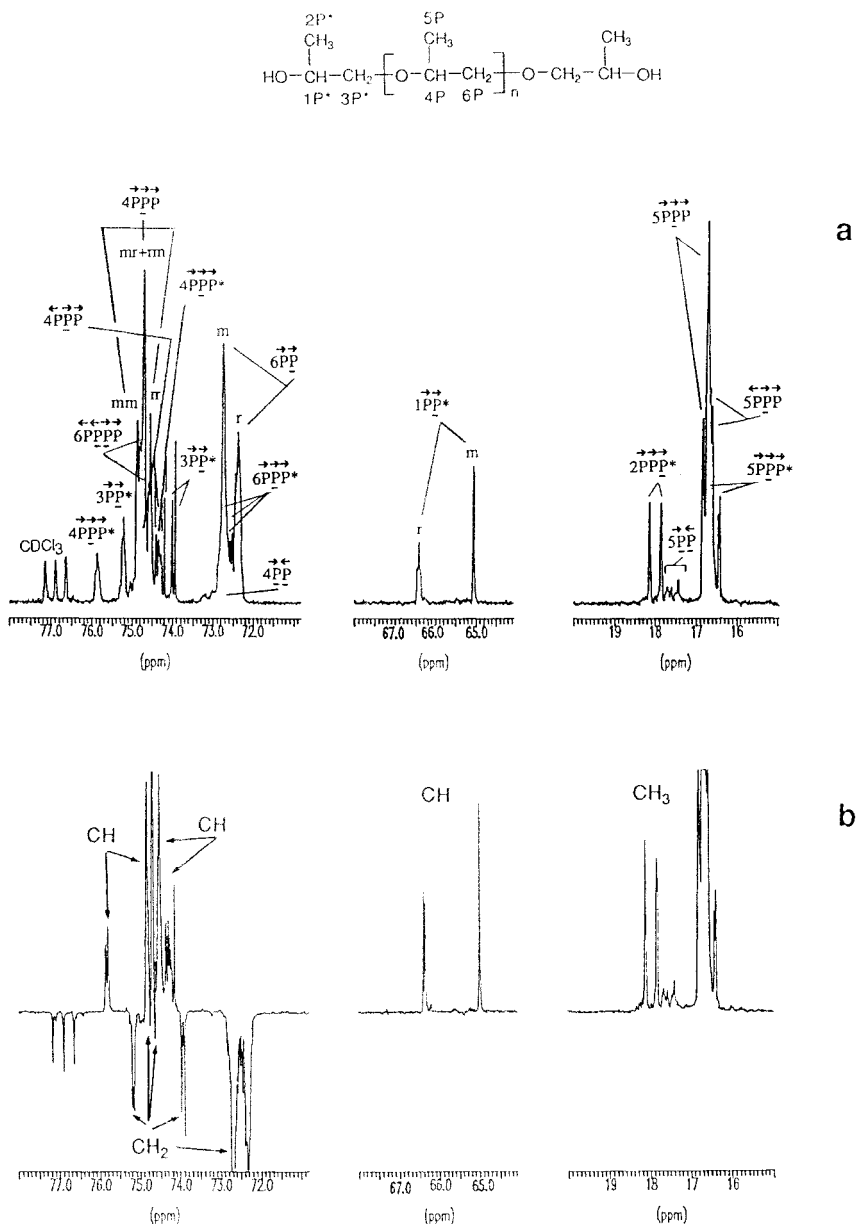 2P* 5P
CH₃ CH₃ CH₃
HO—CH—CH₂—[—O—CH—CH₂—]ₙ—O—CH₂—CH—OH
1P* 3P* 4P 6P
a
4PPP
mr+rm
4PPP*
4PPP
m
6PP
mm
rr
r
6PPPP
3PP*
3PP*
6PPP*
4PPP*
CDCl₃
4PP
77.0 76.0 75.0 74.0 73.0 72.0
(ppm)
1PP*
m
r
67.0 66.0 65.0
(ppm)
5PPP
5PPP
2PPP*
5PPP*
5PP
19 18 17 16
(ppm)
b
CH
CH
CH₂
77.0 76.0 75.0 74.0 73.0 72.0
(ppm)
CH
67.0 66.0 65.0
(ppm)
CH₃
19 18 17 16
(ppm)